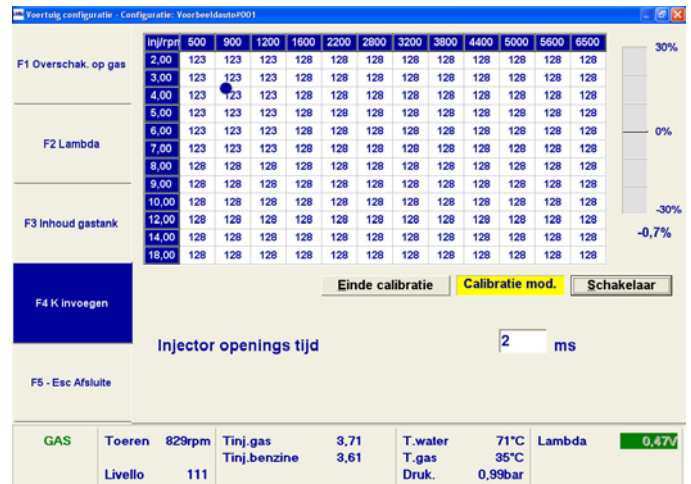 Voertuig configuratie - Configuratie: Voorbeeldauto#001
F1 Overschak. op gas
F2 Lambda
F3 Inhoud gastank
F4 K invoegen
F5 - Esc Afsluite
inj/rpm 500 900 1200 1600 2200 2800 3200 3800 4400 5000 5600 6500
2,00 123 123 123 128 128 128 128 128 128 128 128 128
3,00 123 123 123 128 128 128 128 128 128 128 128 128
4,00 123 123 123 128 128 128 128 128 128 128 128 128
5,00 123 123 123 128 128 128 128 128 128 128 128 128
6,00 123 123 123 128 128 128 128 128 128 128 128 128
7,00 123 123 123 128 128 128 128 128 128 128 128 128
8,00 128 128 128 128 128 128 128 128 128 128 128 128
9,00 128 128 128 128 128 128 128 128 128 128 128 128
10,00 128 128 128 128 128 128 128 128 128 128 128 128
12,00 128 128 128 128 128 128 128 128 128 128 128 128
14,00 128 128 128 128 128 128 128 128 128 128 128 128
18,00 128 128 128 128 128 128 128 128 128 128 128 128
30%
0%
-30%
-0,7%
Einde calibratie Calibratie mod. Schakelaar
Injector openings tijd 2 ms
GAS Toeren 829rpm Tinj.gas 3,71 T.water 71°C Lambda 0,47V
Tinj.benzine 3,61 T.gas 35°C
Livello 111 Druk. 0,99bar